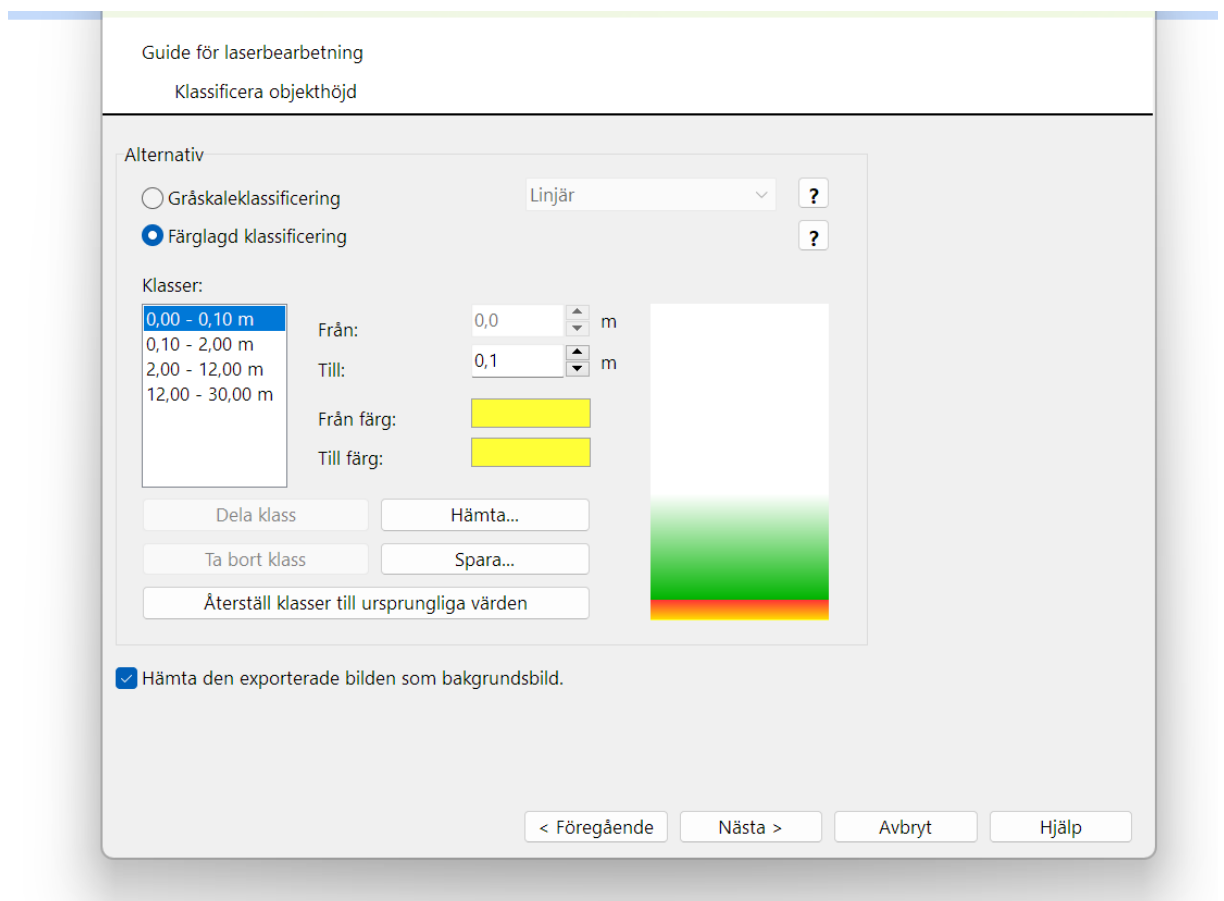 Guide för laserbearbetning
Klassificera objekthöjd
Alternativ
Gråskaleklassificering
Linjär
?
Färglagd klassificering
?
Klasser:
0,00 - 0,10 m
0,10 - 2,00 m
2,00 - 12,00 m
12,00 - 30,00 m
Från:
0,0
m
Till:
0,1
m
Från färg:
Till färg:
Dela klass
Hämta...
Ta bort klass
Spara...
Återställ klasser till ursprungliga värden
Hämta den exporterade bilden som bakgrundsbild.
< Föregående
Nästa >
Avbryt
Hjälp